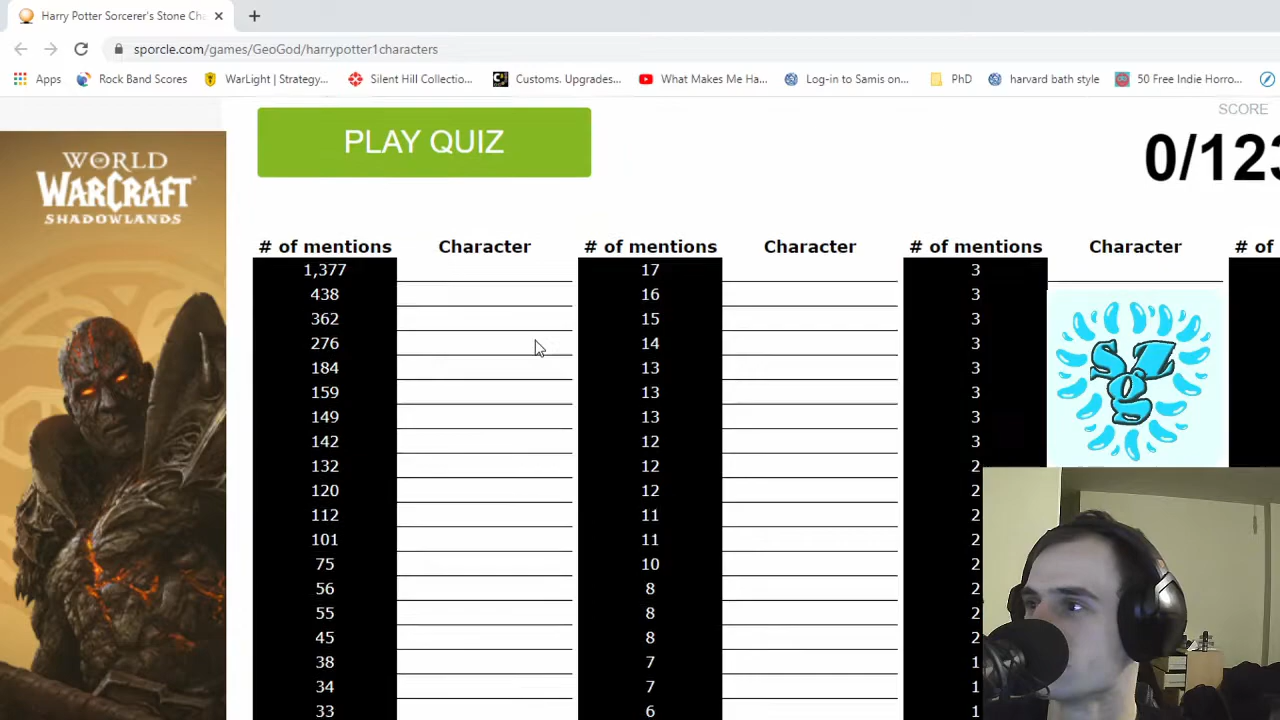 Harry Potter Sorcerer's Stone Cha
sporcle.com/games/GeoGod/harrypotter1characters
Apps Rock Band Scores WarLight | Strategy... Silent Hill Collectio... Customs. Upgrades... What Makes Me Ha... Log-in to Samis on... PhD harvard bath style 50 Free Indie Horro...
PLAY QUIZ
SCORE
0/123
WORLD
OF
WARCRAFT
SHADOWLANDS
# of mentions Character # of mentions Character # of mentions Character # of
1,377 17 3
438 16 3
362 15 3
276 14 3
184 13 3
159 13 3
149 13 3
142 12 3
132 12 2
120 12 2
112 11 2
101 11 2
75 10 2
56 8 2
55 8 2
45 8 2
38 7 1
34 7 1
33 6 1